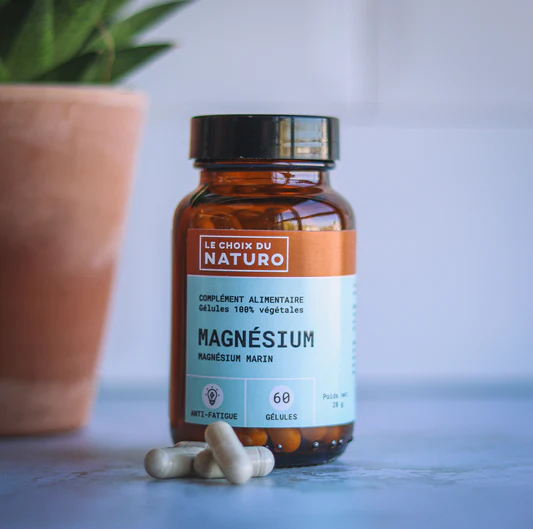 LE CHOIX DU
NATURO
COMPLÉMENT ALIMENTAIRE
Gélules 100% végétales
MAGNÉSIUM
MAGNÉSIUM MARIN
ANTI-FATIGUE
60
GÉLULES
Poids net